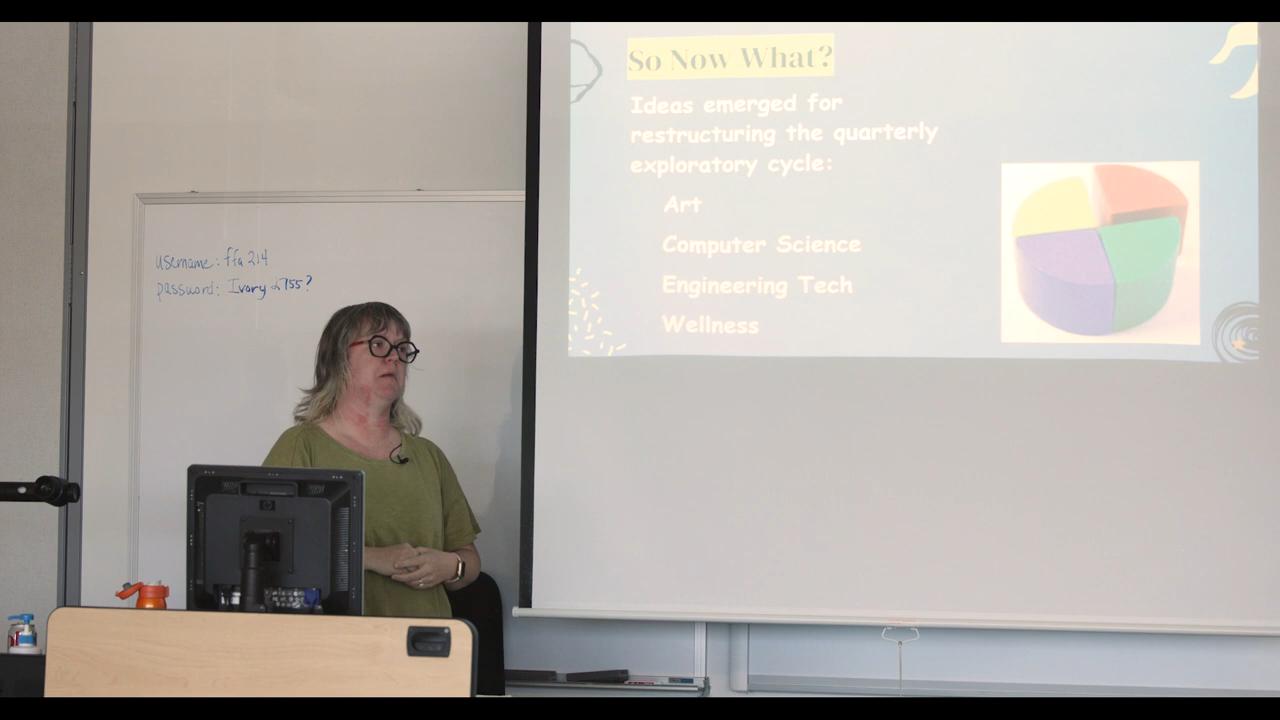 So Now What?
Ideas emerged for
restructuring the quarterly
exploratory cycle:
Art
Computer Science
Engineering Tech
Wellness
username: ffa 214
password:
hp